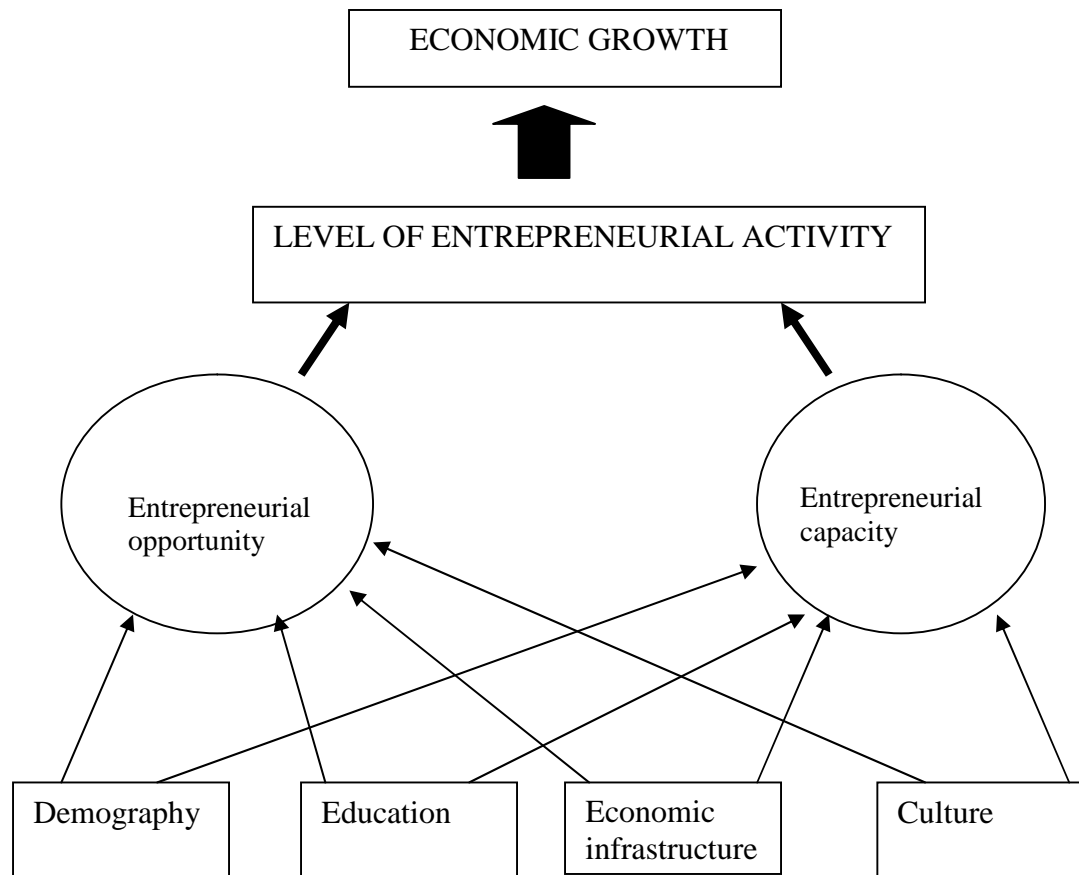 ECONOMIC GROWTH
LEVEL OF ENTREPRENEURIAL ACTIVITY
Entrepreneurial
opportunity
Entrepreneurial
capacity
Demography
Education
Economic
infrastructure
Culture